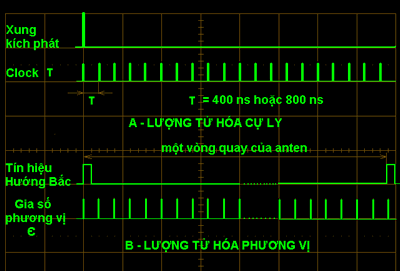 Xung
kích phát
Clock T
T
T = 400 ns hoặc 800 ns
A - LƯỢNG TỬ HÓA CỰ LY
một vòng quay của anten
Tín hiệu
Hướng Bắc
Gia số
phương vị
Є
B - LƯỢNG TỬ HÓA PHƯƠNG VỊ